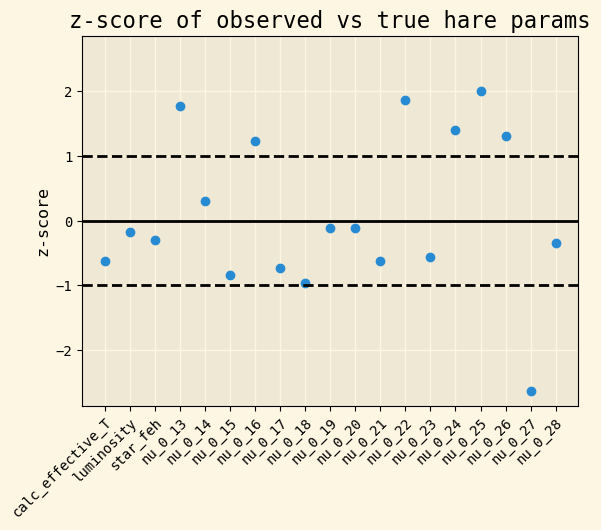 z-score of observed vs true hare params
z-score
2
1
0
−1
−2
calc_effective_T
luminosity
star_feh
nu_0_13
nu_0_14
nu_0_15
nu_0_16
nu_0_17
nu_0_18
nu_0_19
nu_0_20
nu_0_21
nu_0_22
nu_0_23
nu_0_24
nu_0_25
nu_0_26
nu_0_27
nu_0_28